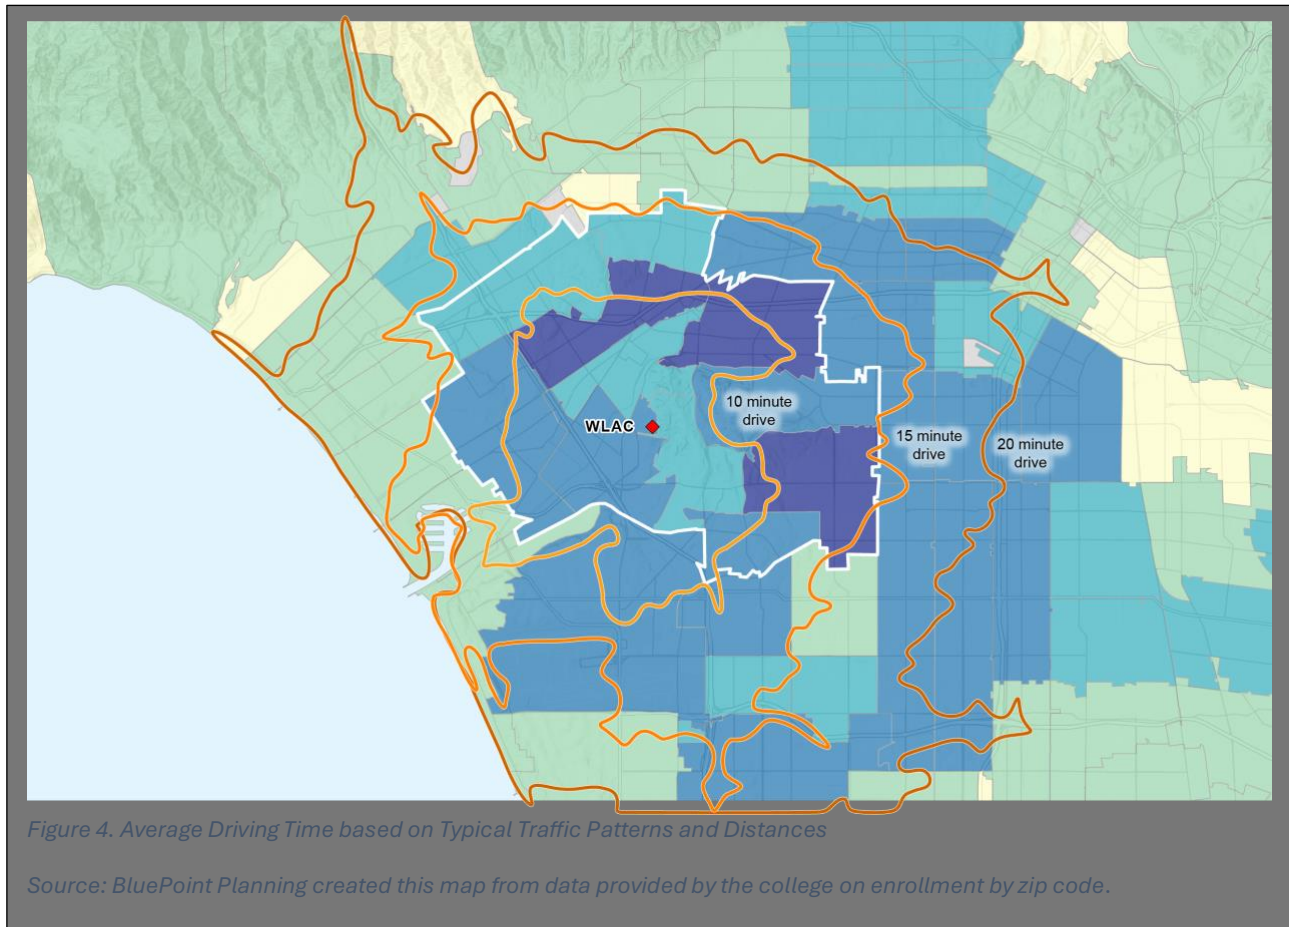 10 minute
drive
WLAC
15 minute
drive
20 minute
drive
Figure 4. Average Driving Time based on Typical Traffic Patterns and Distances
Source: BluePoint Planning created this map from data provided by the college on enrollment by zip code.